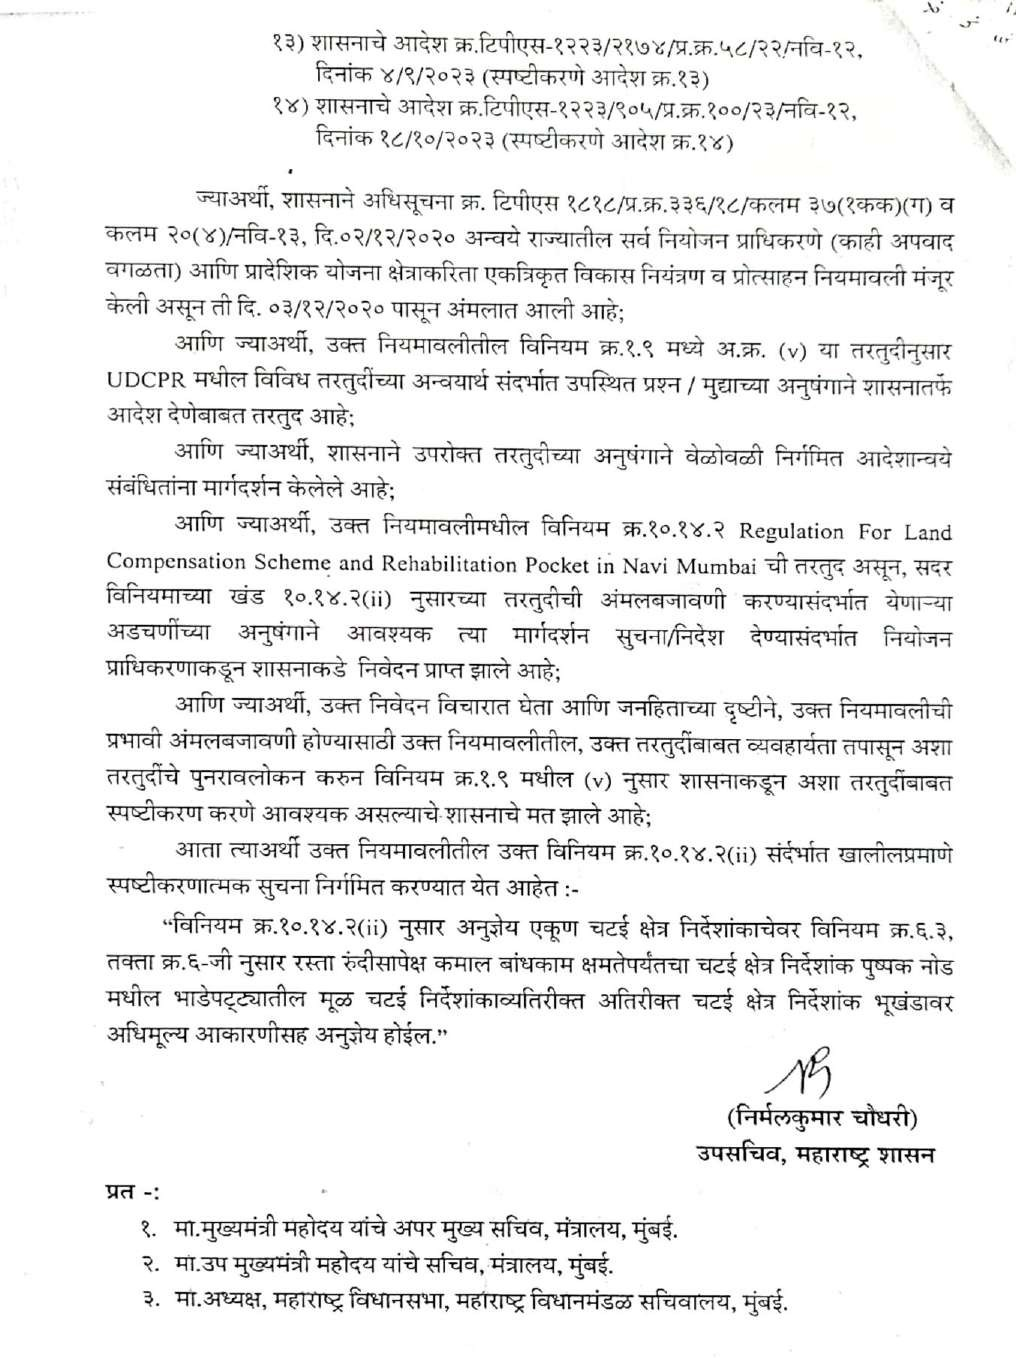 १३) शासनाचे आदेश क्र.टिपीएस-१२२३/२१७४/प्र.क्र.५८/२२/नवि-१२,
दिनांक ४/९/२०२३ (स्पष्टीकरणे आदेश क्र.१३)
१४) शासनाचे आदेश क्र.टिपीएस-१२२३/९०५/प्र.क्र.१००/२३/नवि-१२,
दिनांक १८/१०/२०२३ (स्पष्टीकरणे आदेश क्र.१४)
ज्याअर्थी, शासनाने अधिसूचना क्र. टिपीएस १८१८/प्र.क्र.३३६/१८/कलम ३७(१कक)(ग) व
कलम २०(४)/नवि-१३, दि.०२/१२/२०२० अन्वये राज्यातील सर्व नियोजन प्राधिकरणे (काही अपवाद
वगळता) आणि प्रादेशिक योजना क्षेत्राकरिता एकत्रिकृत विकास नियंत्रण व प्रोत्साहन नियमावली मंजूर
केली असून ती दि. ०३/१२/२०२० पासून अंमलात आली आहे;
आणि ज्याअर्थी, उक्त नियमावलीतील विनियम क्र.१.९ मध्ये अ.क्र. (v) या तरतुदीनुसार
UDCPR मधील विविध तरतुदींच्या अन्वयार्थ संदर्भात उपस्थित प्रश्न / मुद्याच्या अनुषंगाने शासनातर्फे
आदेश देणेबाबत तरतुद आहे;
आणि ज्याअर्थी, शासनाने उपरोक्त तरतुदीच्या अनुषंगाने वेळोवळी निर्गमित आदेशान्वये
संबंधितांना मार्गदर्शन केलेले आहे;
आणि ज्याअर्थी, उक्त नियमावलीमधील विनियम क्र.१०.१४.२ Regulation For Land
Compensation Scheme and Rehabilitation Pocket in Navi Mumbai ची तरतुद असून, सदर
विनियमाच्या खंड १०.१४.२(ii) नुसारच्या तरतुदीची अंमलबजावणी करण्यासंदर्भात येणाऱ्या
अडचणींच्या अनुषंगाने आवश्यक त्या मार्गदर्शन सुचना/निदेश देण्यासंदर्भात नियोजन
प्राधिकरणाकडून शासनाकडे निवेदन प्राप्त झाले आहे;
आणि ज्याअर्थी, उक्त निवेदन विचारात घेता आणि जनहिताच्या दृष्टीने, उक्त नियमावलीची
प्रभावी अंमलबजावणी होण्यासाठी उक्त नियमावलीतील, उक्त तरतुदींबाबत व्यवहार्यता तपासून अशा
तरतुदींचे पुनरावलोकन करुन विनियम क्र.१.९ मधील (v) नुसार शासनाकडून अशा तरतुदींबाबत
स्पष्टीकरण करणे आवश्यक असल्याचे शासनाचे मत झाले आहे;
आता त्याअर्थी उक्त नियमावलीतील उक्त विनियम क्र.१०.१४.२(ii) संदर्भात खालीलप्रमाणे
स्पष्टीकरणात्मक सुचना निर्गमित करण्यात येत आहेत :-
“विनियम क्र.१०.१४.२(ii) नुसार अनुज्ञेय एकूण चटई क्षेत्र निर्देशांकाचेवर विनियम क्र.६.३,
तक्ता क्र.६-जी नुसार रस्ता रुंदीसापेक्ष कमाल बांधकाम क्षमतेपर्यंतचा चटई क्षेत्र निर्देशांक पुष्पक नोड
मधील भाडेपट्ट्यातील मूळ चटई निर्देशांकाव्यतिरीक्त अतिरीक्त चटई क्षेत्र निर्देशांक भूखंडावर
अधिमूल्य आकारणीसह अनुज्ञेय होईल.”
(निर्मलकुमार चौधरी)
उपसचिव, महाराष्ट्र शासन
प्रत -:
१. मा.मुख्यमंत्री महोदय यांचे अपर मुख्य सचिव, मंत्रालय, मुंबई.
२. मा.उप मुख्यमंत्री महोदय यांचे सचिव, मंत्रालय, मुंबई.
३. मा.अध्यक्ष, महाराष्ट्र विधानसभा, महाराष्ट्र विधानमंडळ सचिवालय, मुंबई.